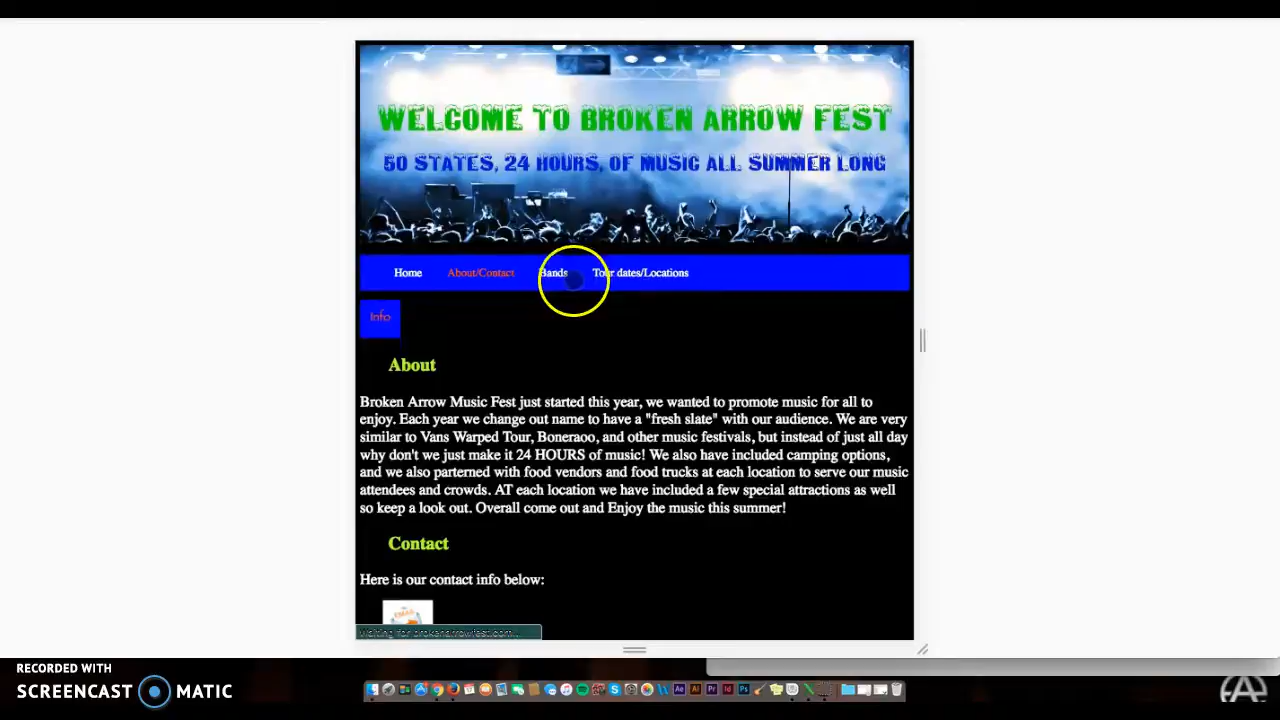 WELCOME TO BROKEN ARROW FEST
50 STATES, 24 HOURS, OF MUSIC ALL SUMMER LONG
Home About/Contact Bands Tour dates/Locations
Info
About
Broken Arrow Music Fest just started this year, we wanted to promote music for all to
enjoy. Each year we change out name to have a "fresh slate" with our audience. We are very
similar to Vans Warped Tour, Boneraoo, and other music festivals, but instead of just all day
why don't we just make it 24 HOURS of music! We also have included camping options,
and we also parterned with food vendors and food trucks at each location to serve our music
attendees and crowds. AT each location we have included a few special attractions as well
so keep a look out. Overall come out and Enjoy the music this summer!
Contact
Here is our contact info below:
Waiting for brokenarrowfest.com...
RECORDED WITH
SCREENCAST MATIC